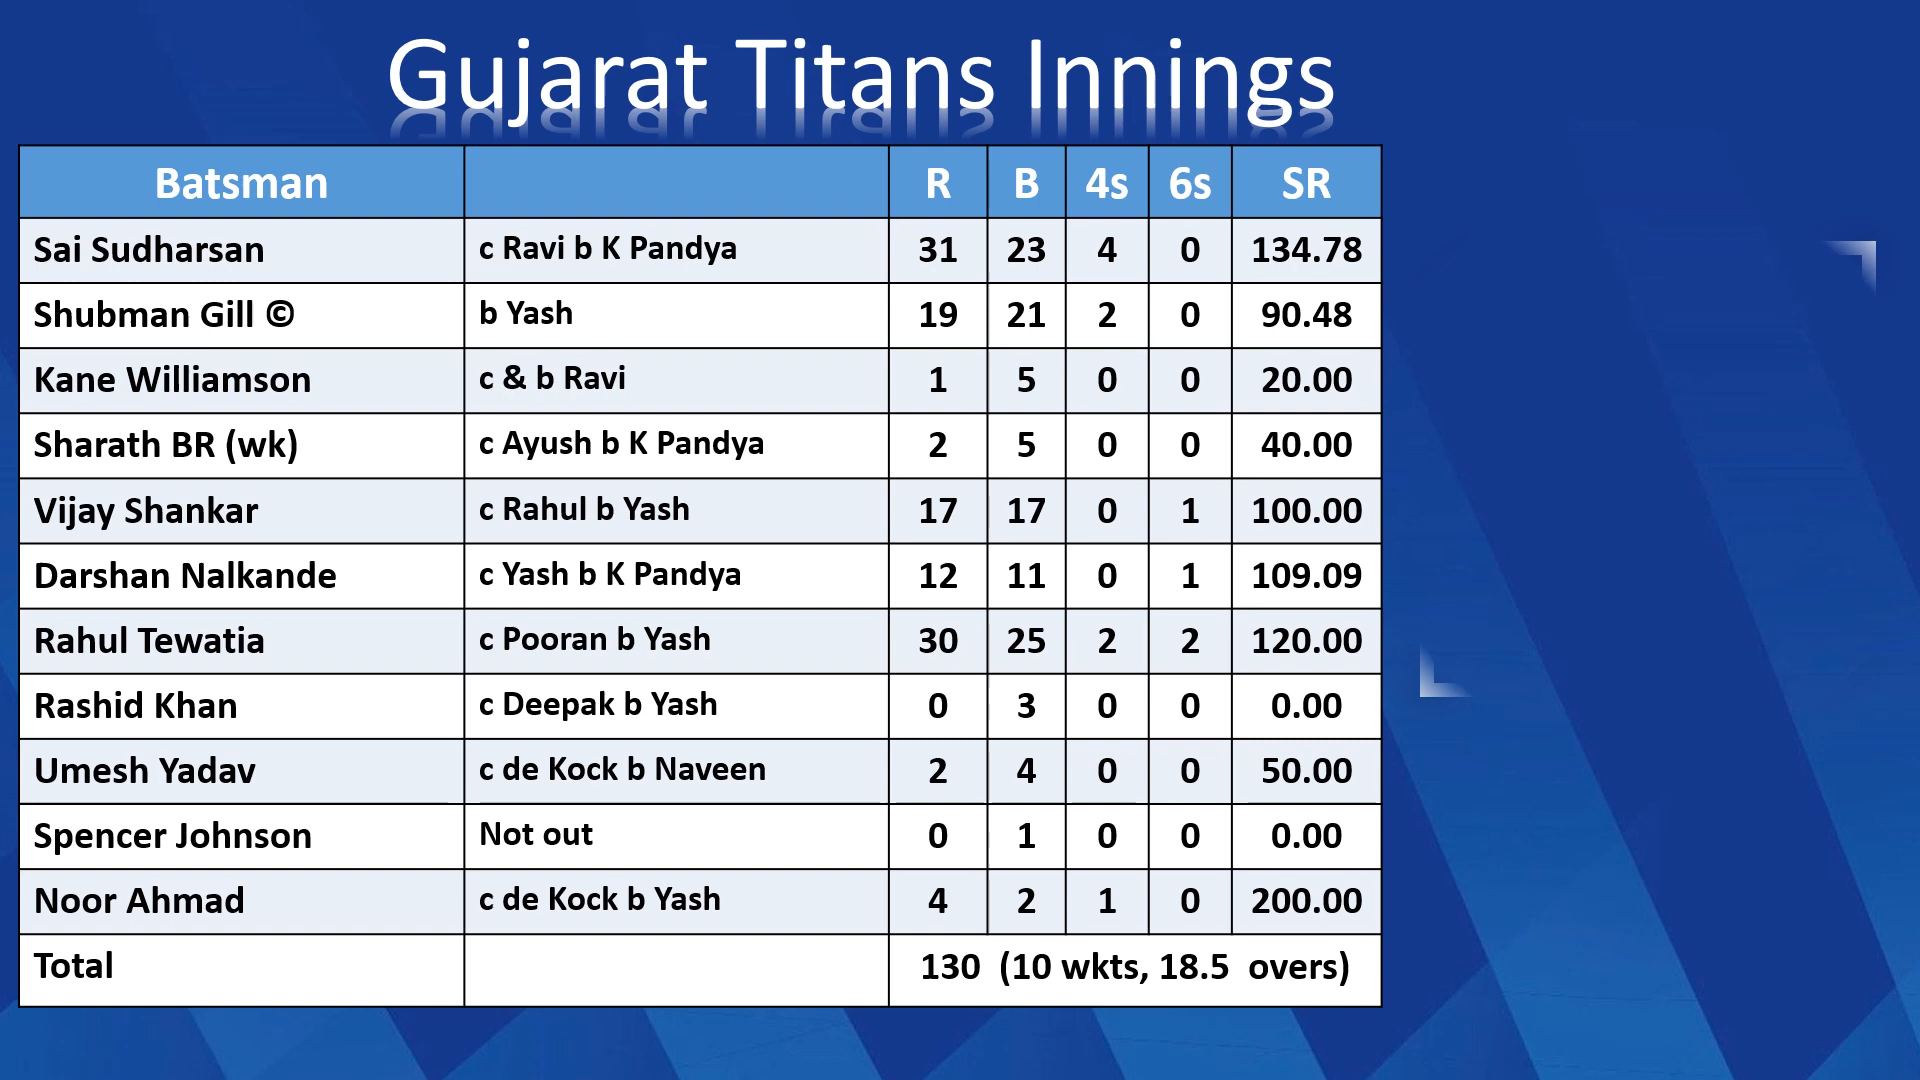 Gujarat Titans Innings
Batsman R B 4s 6s SR
Sai Sudharsan c Ravi b K Pandya 31 23 4 0 134.78
Shubman Gill © b Yash 19 21 2 0 90.48
Kane Williamson c & b Ravi 1 5 0 0 20.00
Sharath BR (wk) c Ayush b K Pandya 2 5 0 0 40.00
Vijay Shankar c Rahul b Yash 17 17 0 1 100.00
Darshan Nalkande c Yash b K Pandya 12 11 0 1 109.09
Rahul Tewatia c Pooran b Yash 30 25 2 2 120.00
Rashid Khan c Deepak b Yash 0 3 0 0 0.00
Umesh Yadav c de Kock b Naveen 2 4 0 0 50.00
Spencer Johnson Not out 0 1 0 0 0.00
Noor Ahmad c de Kock b Yash 4 2 1 0 200.00
Total 130 (10 wkts, 18.5 overs)